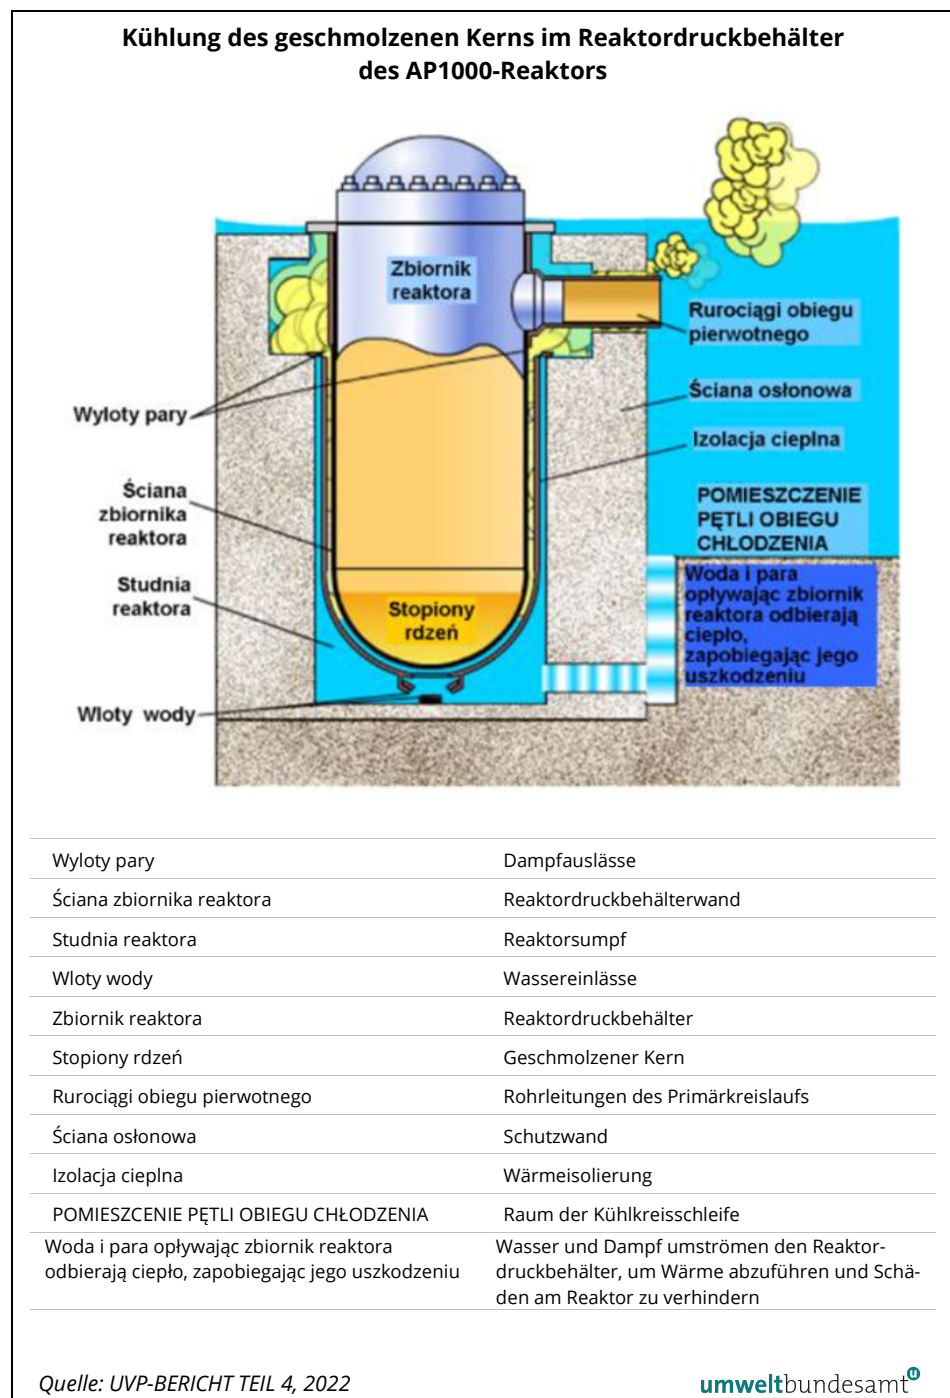 Kühlung des geschmolzenen Kerns im Reaktordruckbehälter
des AP1000-Reaktors
Zbiornik
reaktora
Rurociągi obiegu
pierwotnego
Wyloty pary
Ściana osłonowa
Izolacja cieplna
Ściana
zbiornika
reaktora
POMIESZCZENIE
PĘTLI OBIEGU
CHŁODZENIA
Studnia
reaktora
Woda i para
opływając zbiornik
reaktora odbierają
ciepło,
zapobiegając jego
uszkodzeniu
Stopiony
rdzeń
Wloty wody
Wyloty pary Dampfauslässe
Ściana zbiornika reaktora Reaktordruckbehälterwand
Studnia reaktora Reaktorsumpf
Wloty wody Wassereinlässe
Zbiornik reaktora Reaktordruckbehälter
Stopiony rdzeń Geschmolzener Kern
Rurociągi obiegu pierwotnego Rohrleitungen des Primärkreislaufs
Ściana osłonowa Schutzwand
Izolacja cieplna Wärmeisolierung
POMIESZCENIE PĘTLI OBIEGU CHŁODZENIA Raum der Kühlkreisschleife
Woda i para opływając zbiornik reaktora
odbierają ciepło, zapobiegając jego uszkodzeniu
Wasser und Dampf umströmen den Reaktor-
druckbehälter, um Wärme abzuführen und Schä-
den am Reaktor zu verhindern
Quelle: UVP-BERICHT TEIL 4, 2022
umweltbundesamt